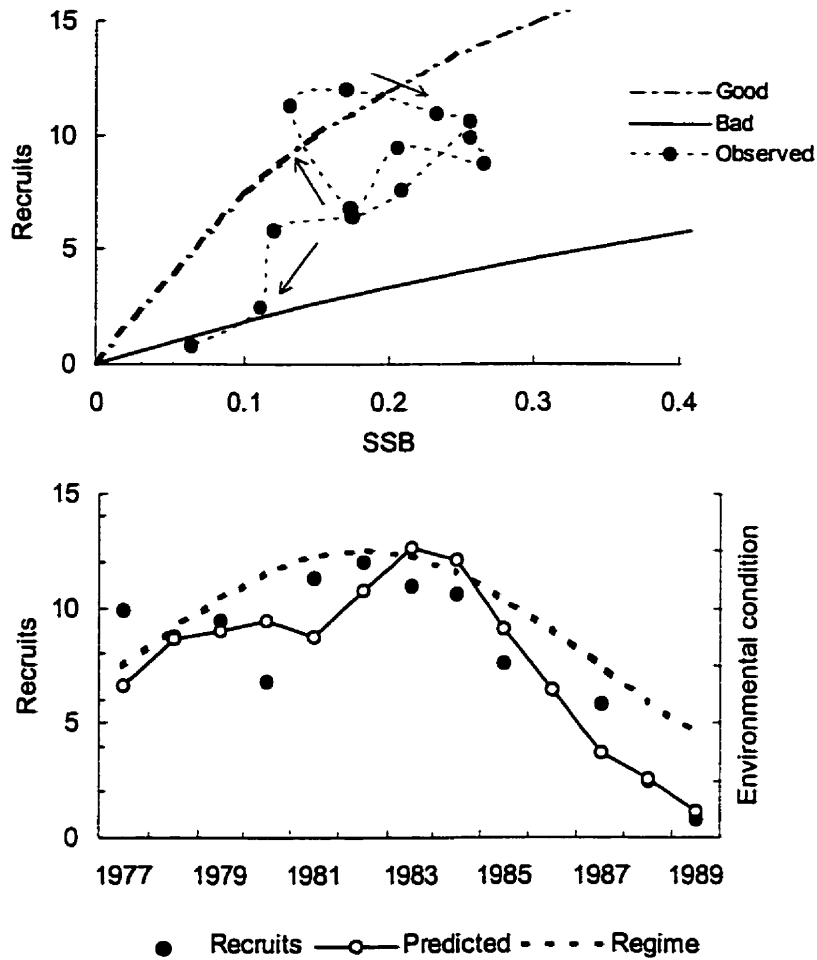 15
10
5
0
Recruits
0 0.1 0.2 0.3 0.4
SSB
Good
Bad
Observed
15
10
5
0
Recruits
Environmental condition
1977 1979 1981 1983 1985 1987 1989
Recruits Predicted Regime